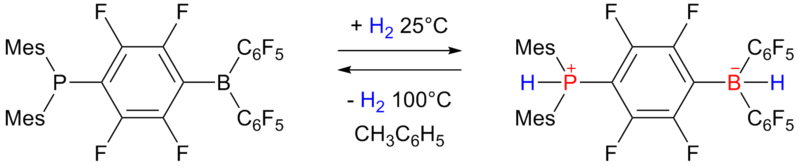 F F
Mes C₆F₅
P B
Mes C₆F₅
F F
+ H₂ 25°C
- H₂ 100°C
CH₃C₆H₅
F F
Mes C₆F₅
H P⁺ B⁻ H
Mes C₆F₅
F F